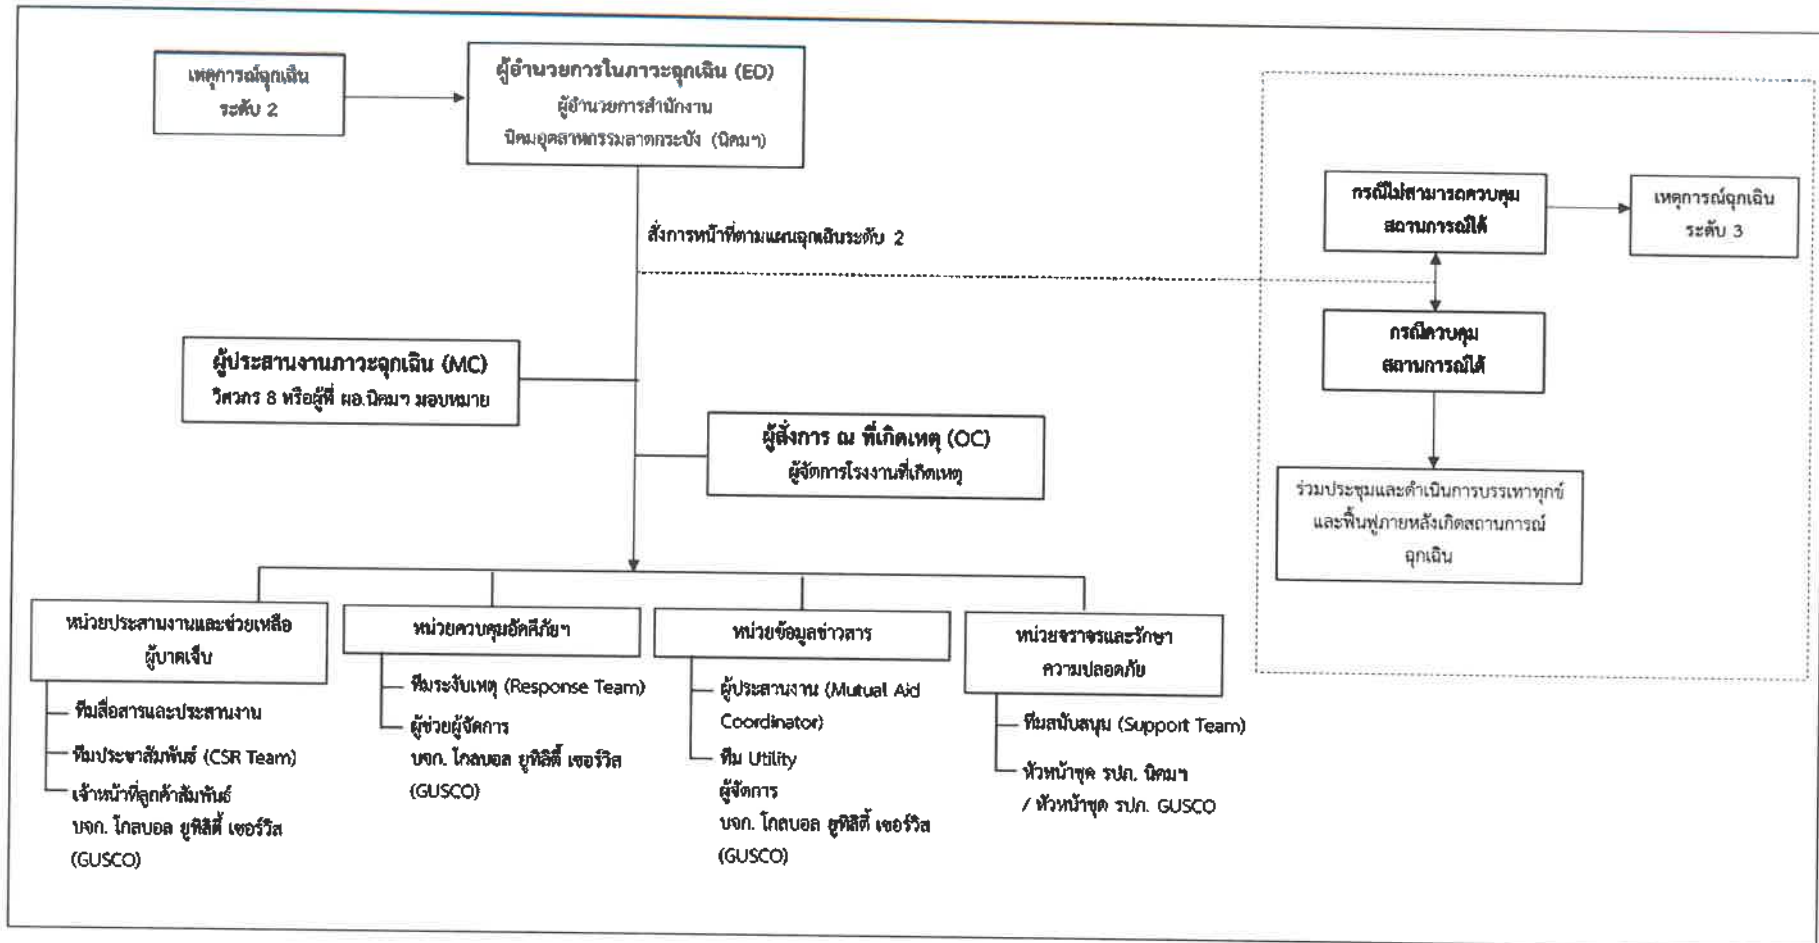 เหตุการณ์ฉุกเฉิน
ระดับ 2
ผู้อำนวยการในภาวะฉุกเฉิน (ED)
ผู้อำนวยการสำนักงาน
นิคมอุตสาหกรรมลาดกระบัง (นิคมฯ)
สั่งการหน้าที่ตามแผนฉุกเฉินระดับ 2
กรณีไม่สามารถควบคุม
สถานการณ์ได้
เหตุการณ์ฉุกเฉิน
ระดับ 3
กรณีควบคุม
สถานการณ์ได้
ร่วมประชุมและดำเนินการบรรเทาทุกข์
และฟื้นฟูภายหลังเกิดสถานการณ์
ฉุกเฉิน
ผู้ประสานงานภาวะฉุกเฉิน (MC)
วิศวกร 8 หรือผู้ที่ ผอ.นิคมฯ มอบหมาย
ผู้สั่งการ ณ ที่เกิดเหตุ (OC)
ผู้จัดการโรงงานที่เกิดเหตุ
หน่วยประสานงานและช่วยเหลือ
ผู้บาดเจ็บ
ทีมสื่อสารและประสานงาน
ทีมประชาสัมพันธ์ (CSR Team)
เจ้าหน้าที่ลูกค้าสัมพันธ์
บจก. โกลบอล ยูทิลิตี้ เซอร์วิส
(GUSCO)
หน่วยควบคุมอัคคีภัยฯ
ทีมระงับเหตุ (Response Team)
ผู้ช่วยผู้จัดการ
บจก. โกลบอล ยูทิลิตี้ เซอร์วิส
(GUSCO)
หน่วยข้อมูลข่าวสาร
ผู้ประสานงาน (Mutual Aid
Coordinator)
ทีม Utility
ผู้จัดการ
บจก. โกลบอล ยูทิลิตี้ เซอร์วิส
(GUSCO)
หน่วยจราจรและรักษา
ความปลอดภัย
ทีมสนับสนุน (Support Team)
หัวหน้าชุด รปภ. นิคมฯ
/ หัวหน้าชุด รปภ. GUSCO